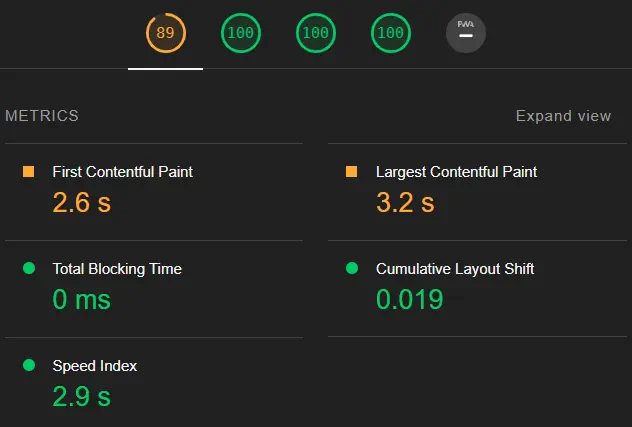 89 100 100 100 PWA
METRICS Expand view
First Contentful Paint
2.6 s
Largest Contentful Paint
3.2 s
Total Blocking Time
0 ms
Cumulative Layout Shift
0.019
Speed Index
2.9 s